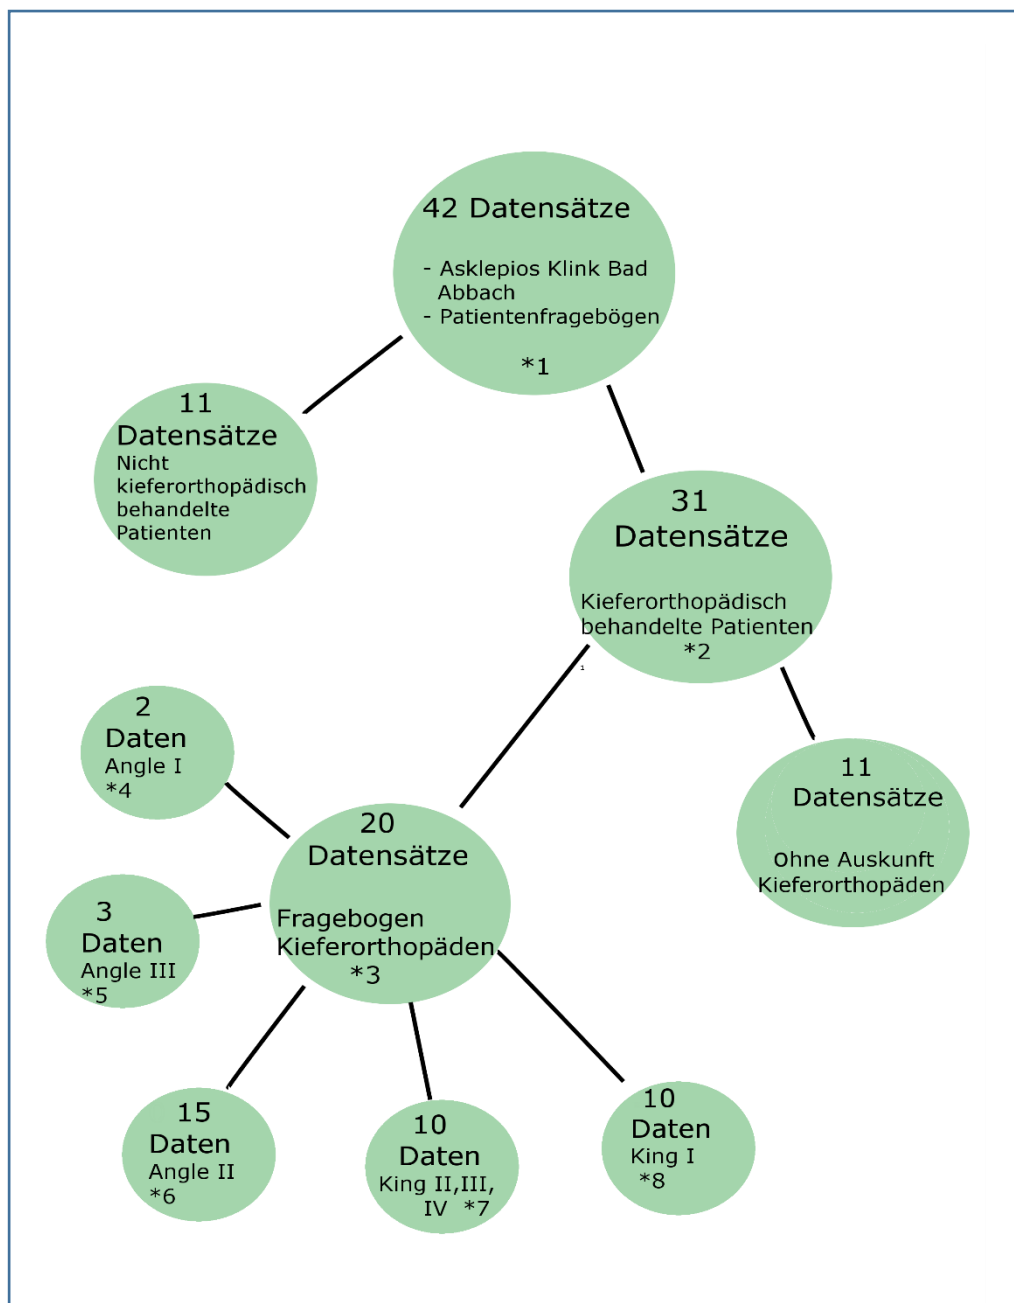 42 Datensätze
- Asklepios Klink Bad
Abbach
- Patientenfragebögen
*1
11
Datensätze
Nicht
kieferorthopädisch
behandelte
Patienten
31
Datensätze
Kieferorthopädisch
behandelte Patienten
*2
1
2
Daten
Angle I
*4
11
Datensätze
Ohne Auskunft
Kieferorthopäden
20
Datensätze
Fragebogen
Kieferorthopäden
*3
3
Daten
Angle III
*5
15
Daten
Angle II
*6
10
Daten
King II,III,
IV *7
10
Daten
King I
*8